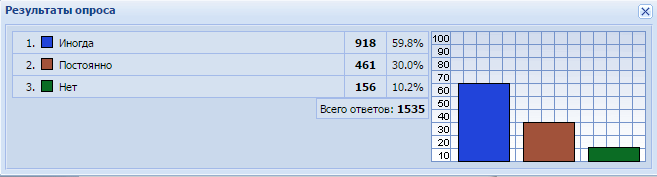 Результаты опроса
1. Иногда 918 59.8%
2. Постоянно 461 30.0%
3. Нет 156 10.2%
Всего ответов: 1535
100
90
80
70
60
50
40
30
20
10